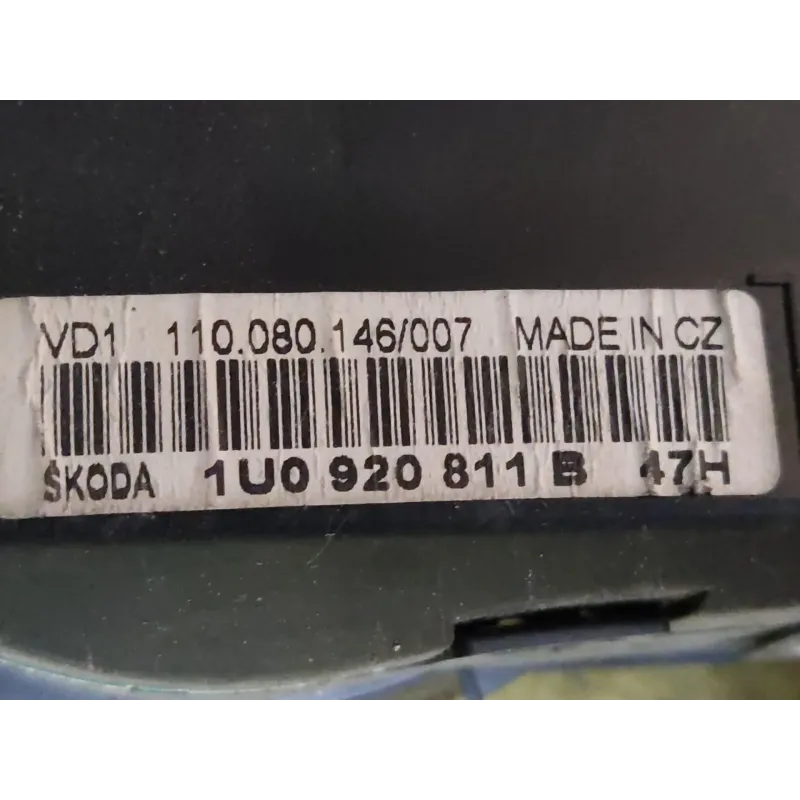 VD1 110.080.146/007 MADE IN CZ
ŠKODA 1U0 920 811 B 47H